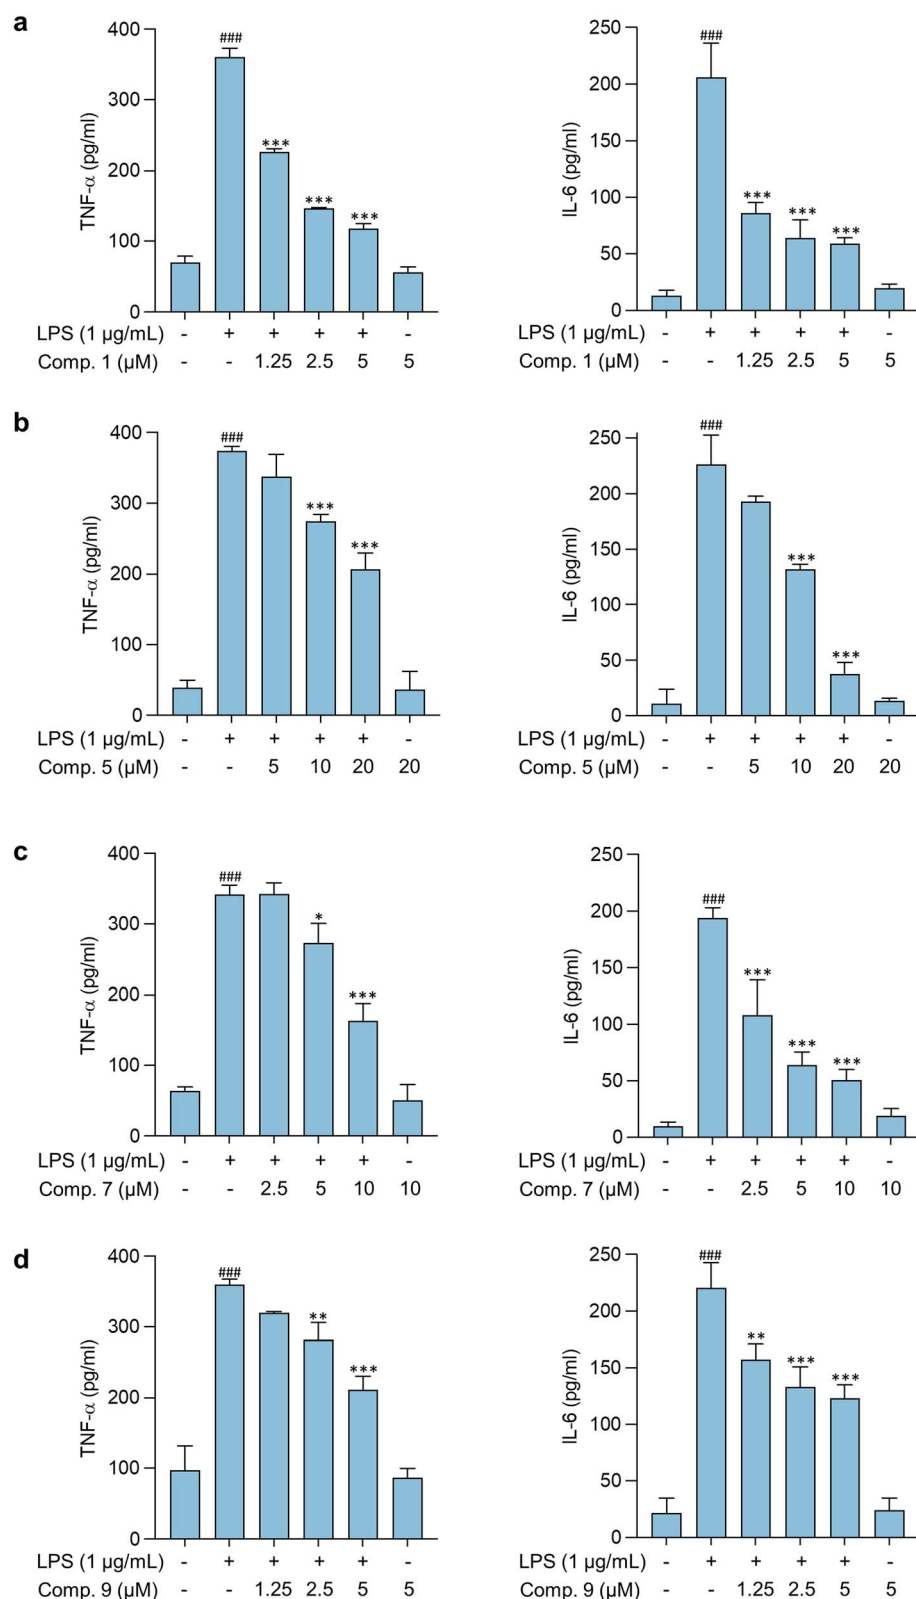 a
TNF-α (pg/ml)
400
300
200
100
0
###
***
***
***
LPS (1 µg/mL) - + + + + -
Comp. 1 (µM) - - 1.25 2.5 5 5
IL-6 (pg/ml)
250
200
150
100
50
0
###
***
***
***
LPS (1 µg/mL) - + + + + -
Comp. 1 (µM) - - 1.25 2.5 5 5
b
TNF-α (pg/ml)
400
300
200
100
0
###
***
***
LPS (1 µg/mL) - + + + + -
Comp. 5 (µM) - - 5 10 20 20
IL-6 (pg/ml)
250
200
150
100
50
0
###
***
***
LPS (1 µg/mL) - + + + + -
Comp. 5 (µM) - - 5 10 20 20
c
TNF-α (pg/ml)
400
300
200
100
0
###
*
***
LPS (1 µg/mL) - + + + + -
Comp. 7 (µM) - - 2.5 5 10 10
IL-6 (pg/ml)
250
200
150
100
50
0
###
***
***
***
LPS (1 µg/mL) - + + + + -
Comp. 7 (µM) - - 2.5 5 10 10
d
TNF-α (pg/ml)
400
300
200
100
0
###
**
***
LPS (1 µg/mL) - + + + + -
Comp. 9 (µM) - - 1.25 2.5 5 5
IL-6 (pg/ml)
250
200
150
100
50
0
###
**
***
***
LPS (1 µg/mL) - + + + + -
Comp. 9 (µM) - - 1.25 2.5 5 5